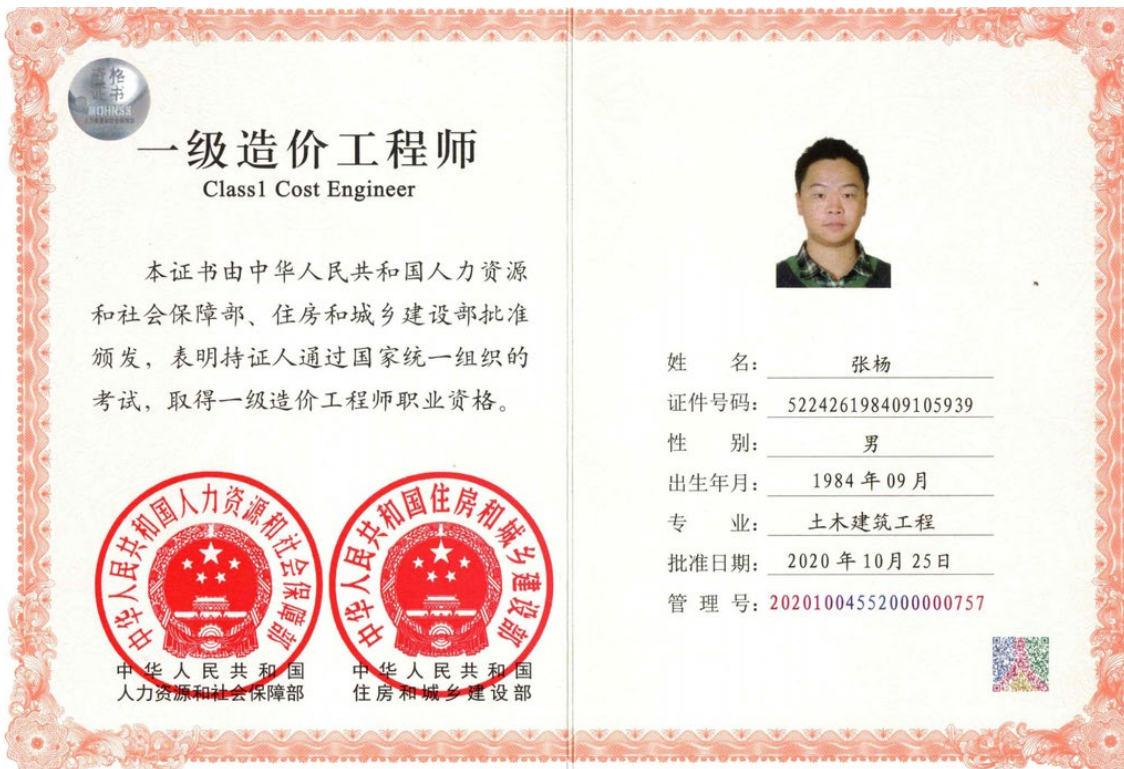 资格
证书
MOHRSS
一级造价工程师
Class1 Cost Engineer
本证书由中华人民共和国人力资源
和社会保障部、住房和城乡建设部批准
颁发，表明持证人通过国家统一组织的
考试，取得一级造价工程师职业资格。
中华人民共和国人力资源和社会保障部
中华人民共和国住房和城乡建设部
中华人民共和国
人力资源和社会保障部
中华人民共和国
住房和城乡建设部
姓 名： 张杨
证件号码： 522426198409105939
性 别： 男
出生年月： 1984年09月
专 业： 土木建筑工程
批准日期： 2020年10月25日
管 理 号： 20201004552000000757